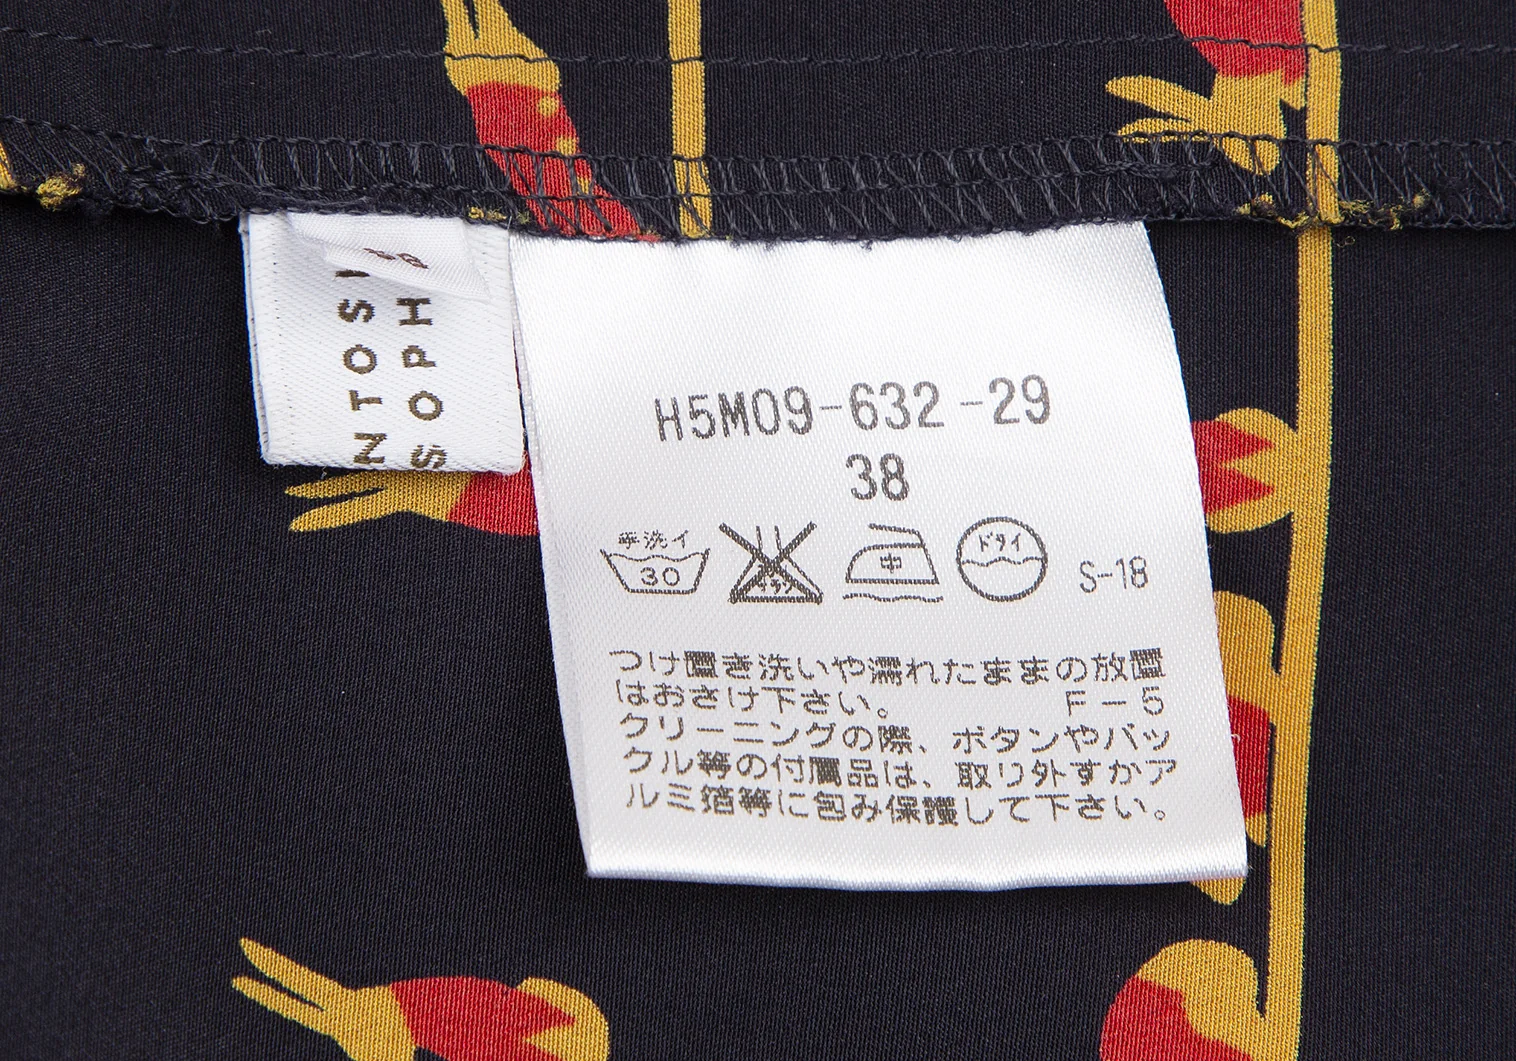 NTOS
SOPH
H5M09-632-29
38
手洗イ
30
中
ドライ
S-18
つけ置き洗いや濡れたままの放置
はおさけ下さい。 F-5
クリーニングの際、ボタンやバッ
クル等の付属品は、取り外すかア
ルミ箔等に包み保護して下さい。